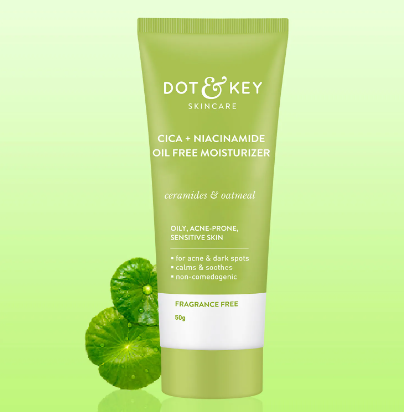 DOT & KEY
SKINCARE
CICA + NIACINAMIDE
OIL FREE MOISTURIZER
ceramides & oatmeal
OILY, ACNE-PRONE,
SENSITIVE SKIN
• for acne & dark spots
• calms & soothes
• non-comedogenic
FRAGRANCE FREE
50g